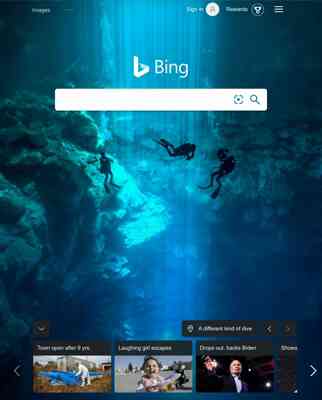 Images
Sign in
Rewards
Bing
A different kind of dive
Town open after 9 yrs
Laughing girl escapes
Drops out, backs Biden
Shows